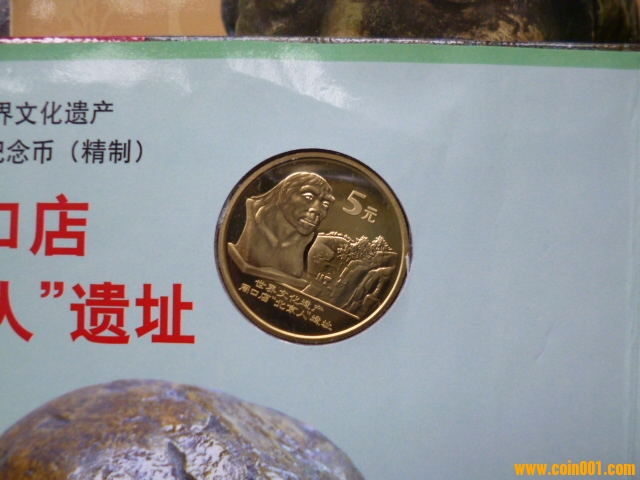 界文化遗产
纪念币（精制）
口店
人”遗址
5元
世界文化遗产
周口店“北京人”遗址
www.coin001.com